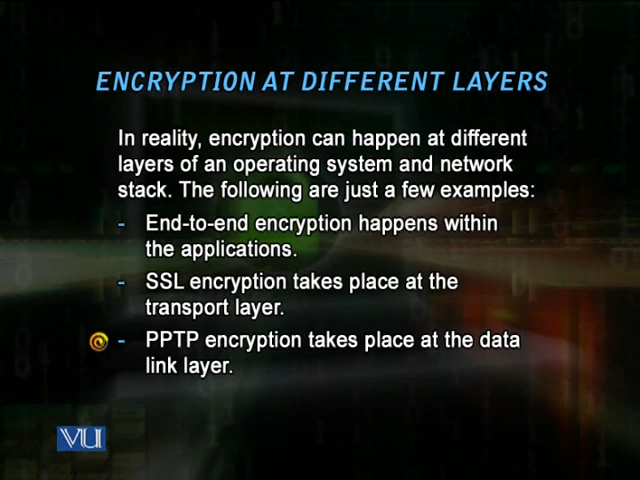 ENCRYPTION AT DIFFERENT LAYERS
In reality, encryption can happen at different
layers of an operating system and network
stack. The following are just a few examples:
- End-to-end encryption happens within
the applications.
- SSL encryption takes place at the
transport layer.
- PPTP encryption takes place at the data
link layer.
VU